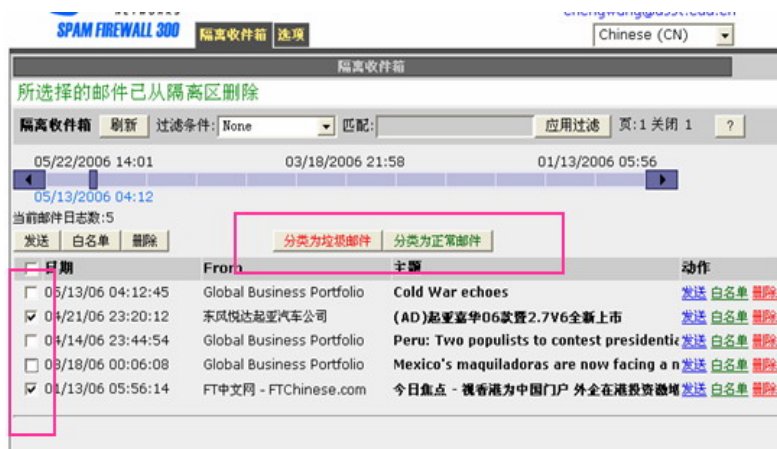 SPAM FIREWALL 300 隔离收件箱 选项 Chinese (CN)
隔离收件箱
所选择的邮件已从隔离区删除
隔离收件箱 刷新 过滤条件: None 匹配: 应用过滤 页:1 关闭 1 ?
05/22/2006 14:01 03/18/2006 21:58 01/13/2006 05:56
05/13/2006 04:12
当前邮件日志数:5
发送 白名单 删除 分类为垃圾邮件 分类为正常邮件
日期 From 主题 动作
05/13/06 04:12:45 Global Business Portfolio Cold War echoes 发送 白名单 删除
04/21/06 23:20:12 东风悦达起亚汽车公司 (AD)起亚嘉华06款暨2.7V6全新上市 发送 白名单 删除
04/14/06 23:44:54 Global Business Portfolio Peru: Two populists to contest 发送 白名单 删除
03/18/06 00:06:08 Global Business Portfolio Mexico's maquiladoras are now facing a 发送 白名单 删除
01/13/06 05:56:14 FT中文网 - FTChinese.com 今日焦点 - 视香港为中国门户 外企在港投资激增 发送 白名单 删除